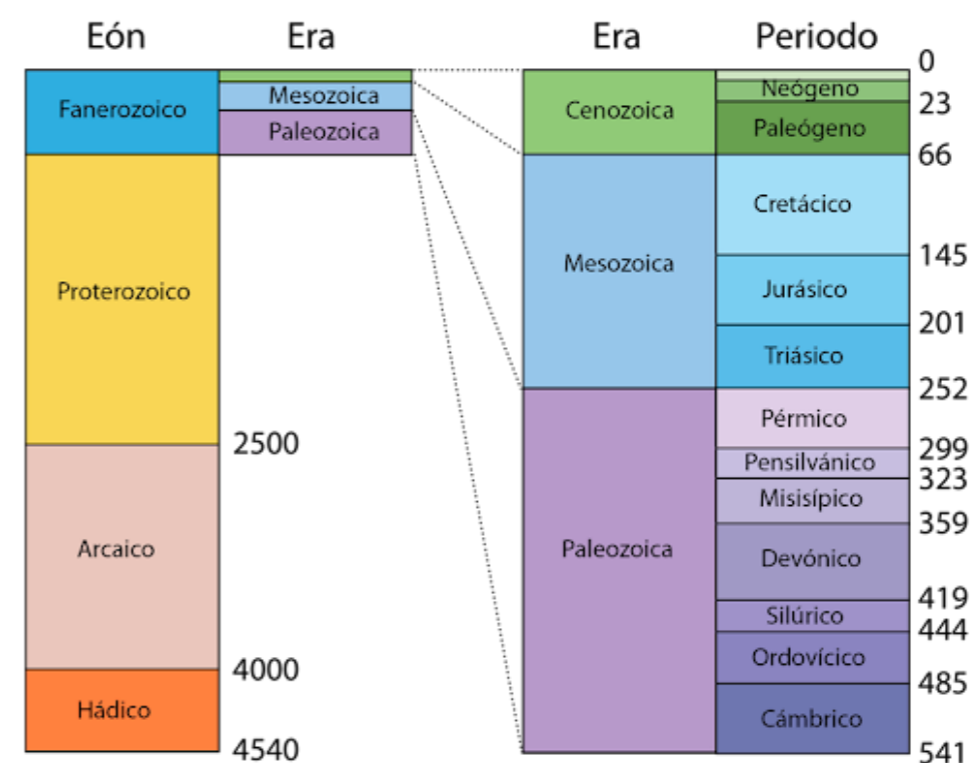 Eón Era Era Periodo
0
Fanerozoico Mesozoica Cenozoica Neógeno
23
Paleozoica Paleógeno
66
Cretácico
145
Proterozoico Mesozoica Jurásico
201
Triásico
252
Pérmico
2500 299
Pensilvánico
323
Misisípico
359
Arcaico Paleozoica Devónico
419
Silúrico
444
4000 Ordovícico
485
Hádico Cámbrico
4540 541